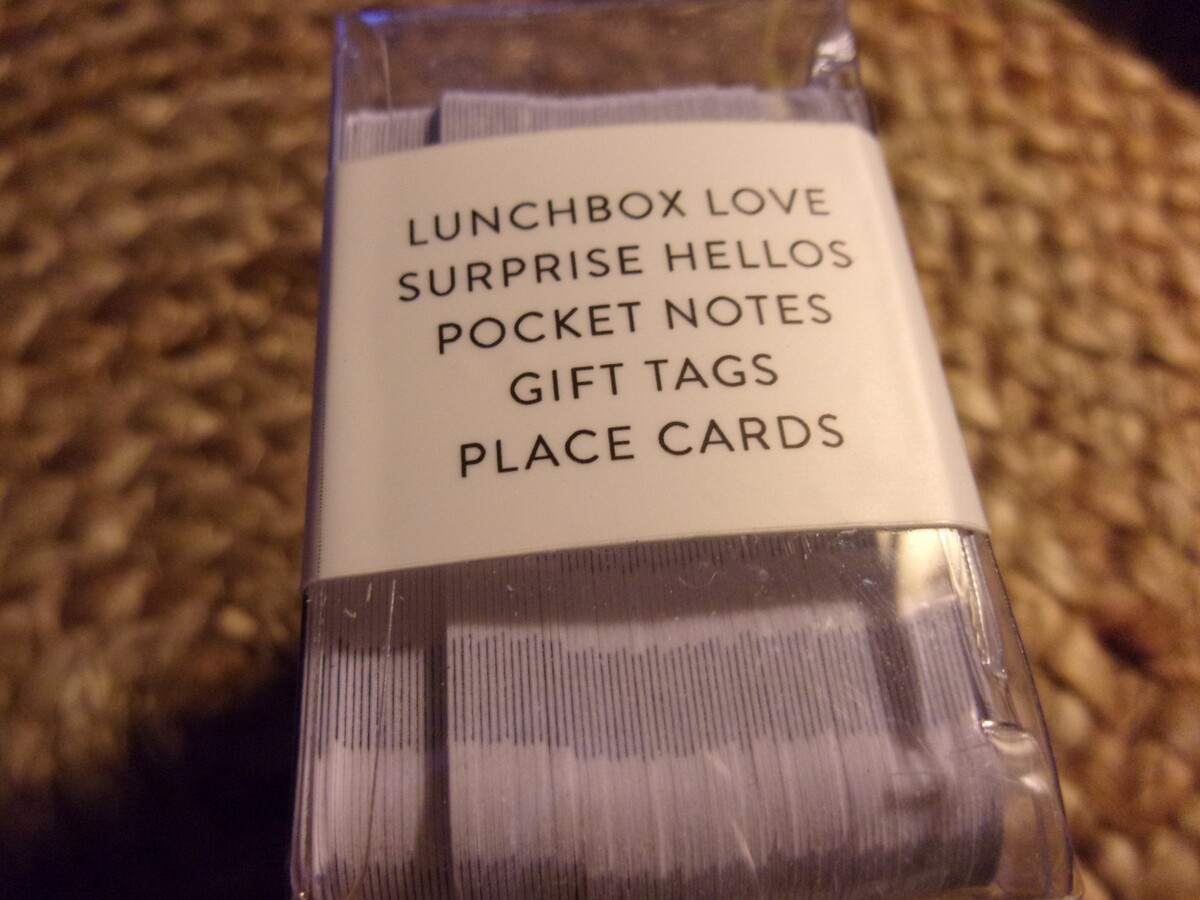 LUNCHBOX LOVE
SURPRISE HELLOS
POCKET NOTES
GIFT TAGS
PLACE CARDS